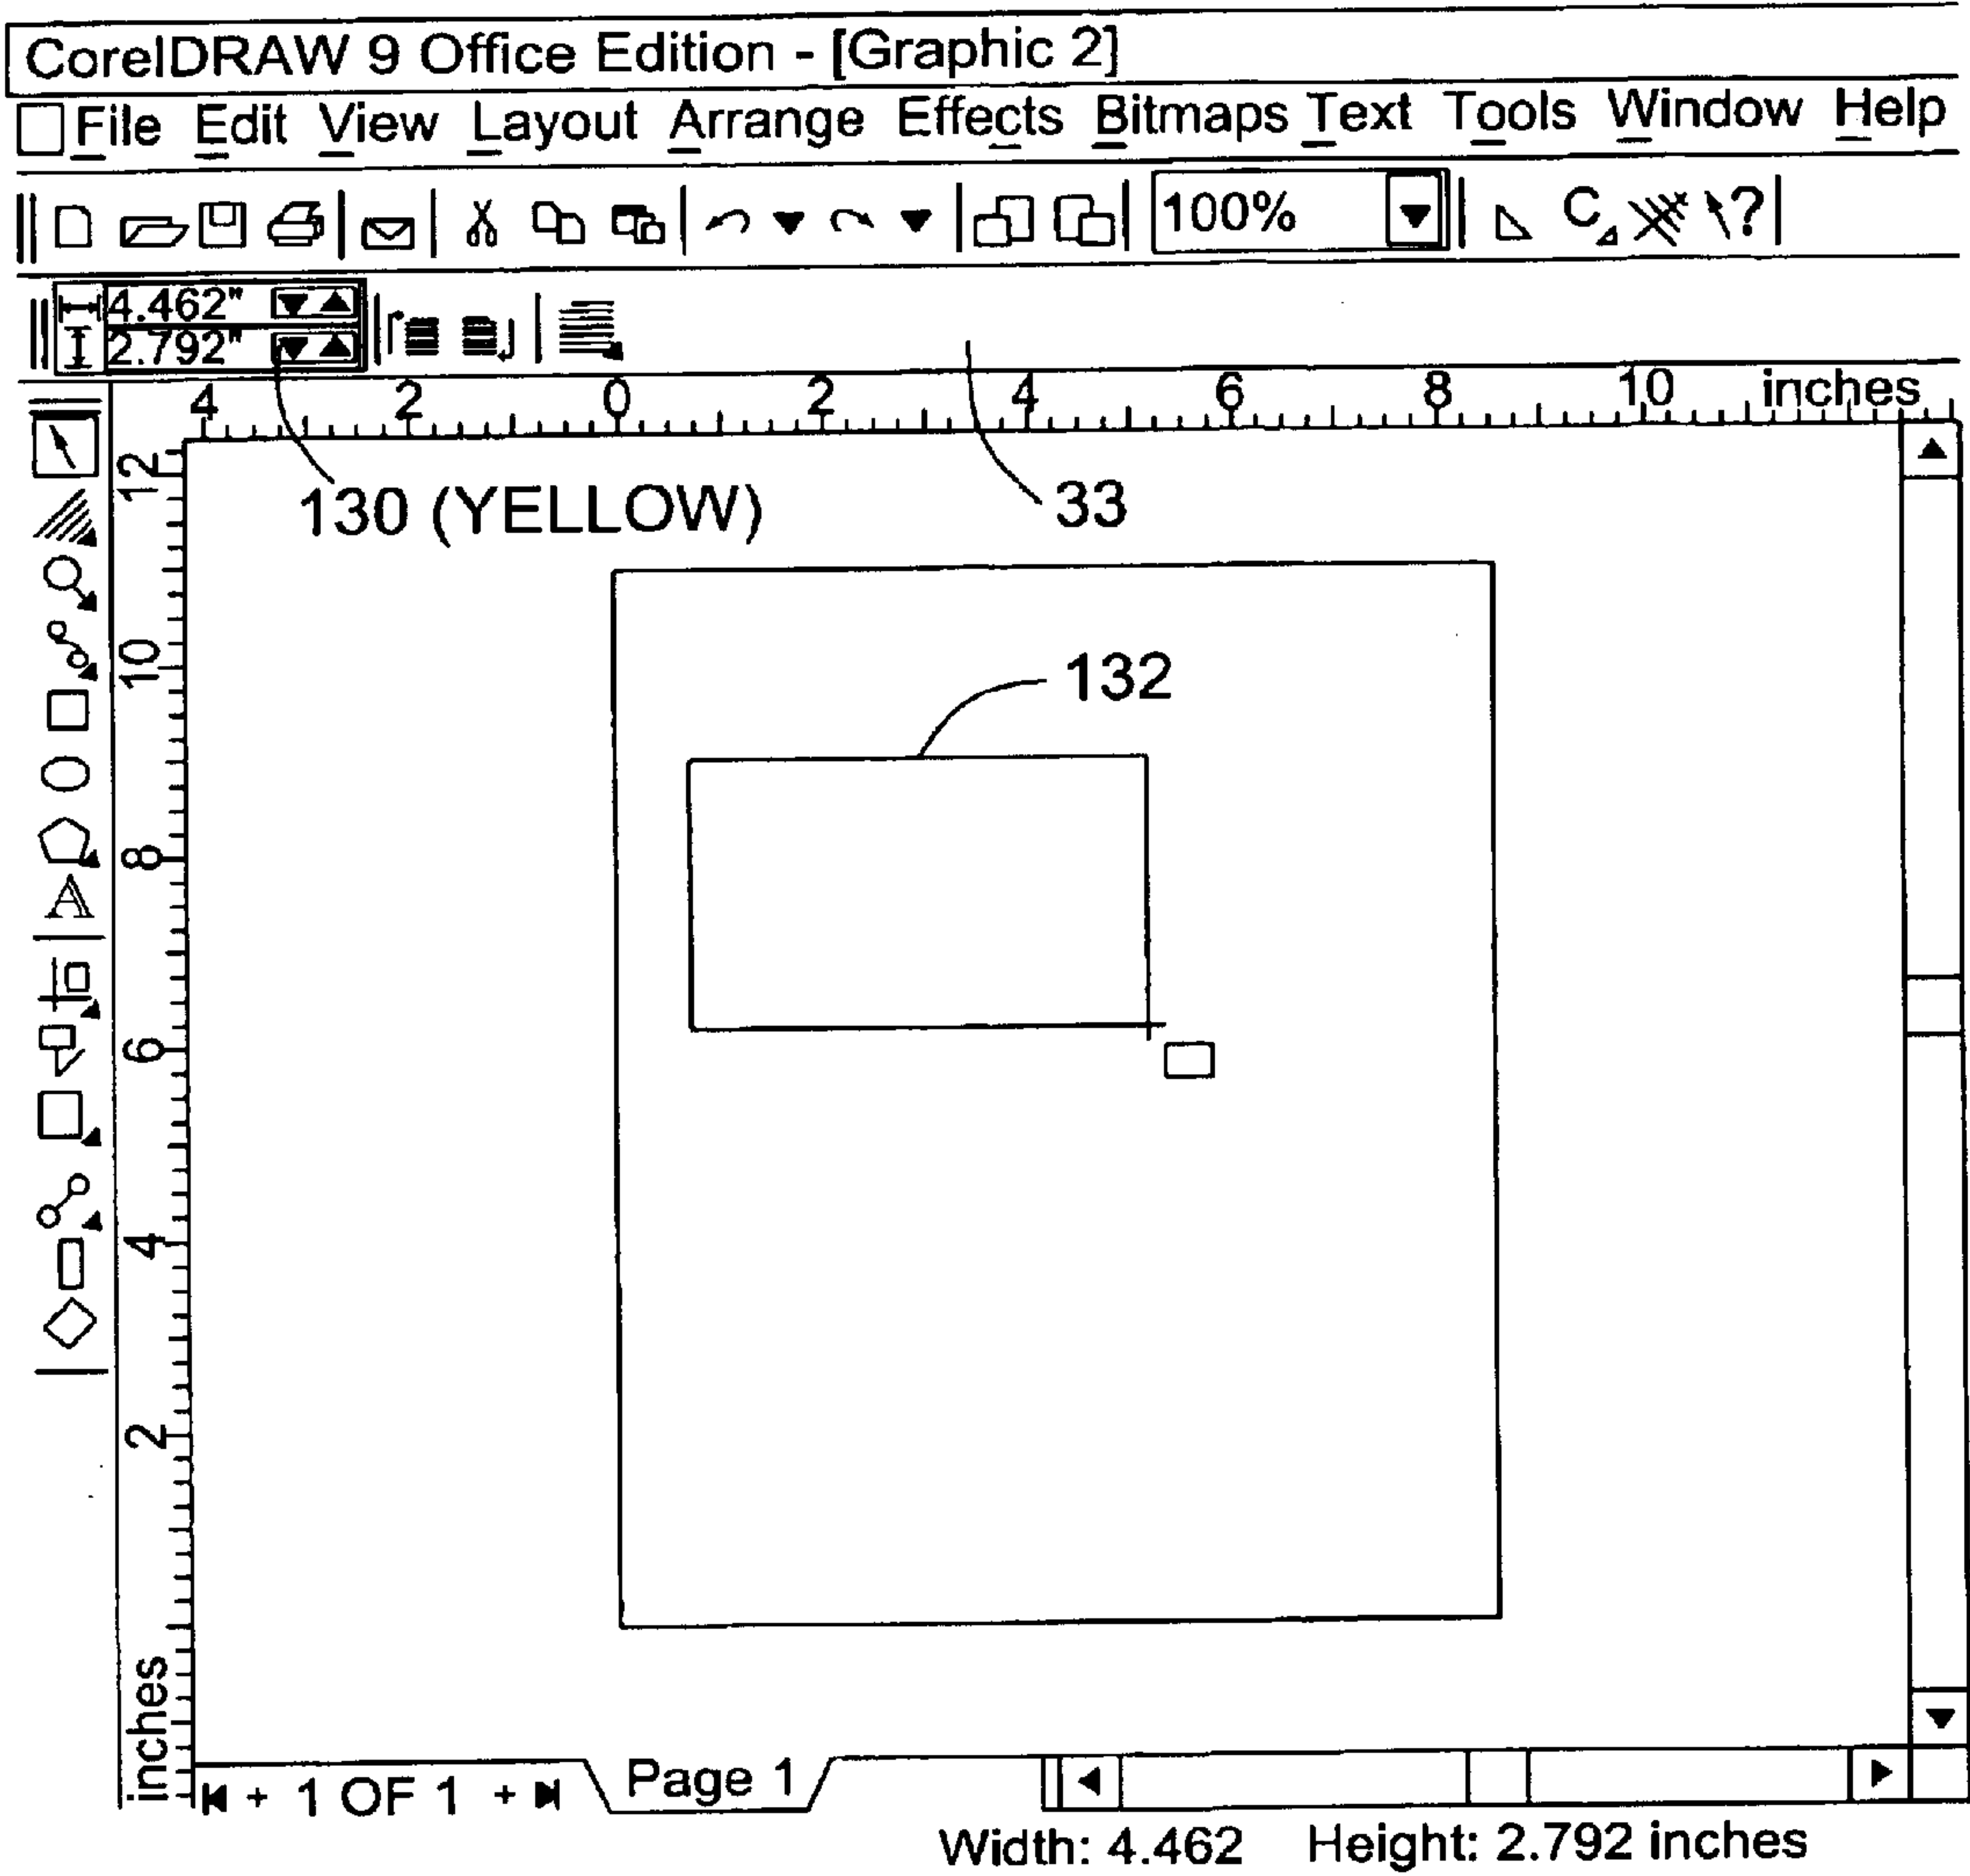 CorelDRAW 9 Office Edition - [Graphic 2]
File Edit View Layout Arrange Effects Bitmaps Text Tools Window Help
100% C ?
4.462"
2.792"
4 2 0 2 4 6 8 10 inches
130 (YELLOW) 33
12
132
10
8
A
6
4
2
inches
1 OF 1 Page 1
Width: 4.462 Height: 2.792 inches